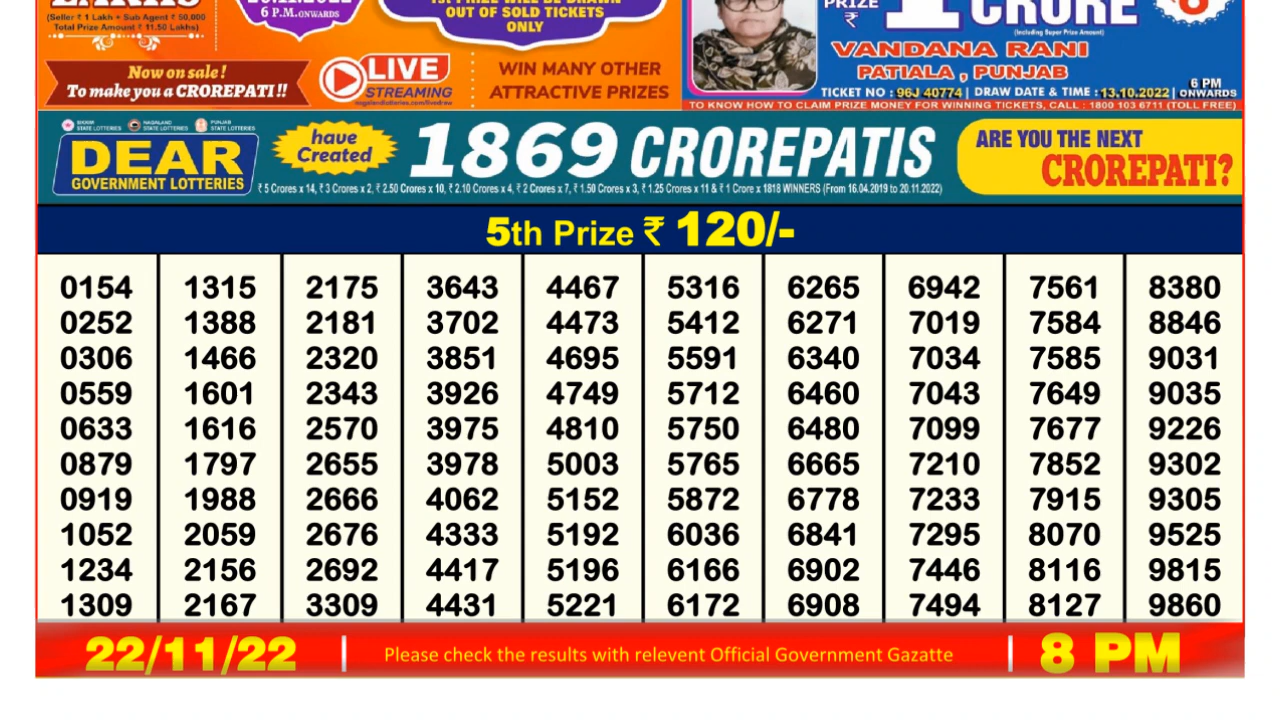 (Seller ₹ 1 Lakh + Sub Agent ₹ 50,000
Total Prize Amount ₹ 11.50 Lakhs)
6 P.M. ONWARDS
1st PRIZE WILL BE DRAWN
OUT OF SOLD TICKETS
ONLY
Now on sale!
To make you a CROREPATI !!
LIVE
STREAMING
WIN MANY OTHER
ATTRACTIVE PRIZES
PRIZE
₹ 1 CRORE
(Including Super Prize Amount)
VANDANA RANI
PATIALA , PUNJAB
TICKET NO : 96J 40774 | DRAW DATE & TIME : 13.10.2022 | 6 PM ONWARDS
TO KNOW HOW TO CLAIM PRIZE MONEY FOR WINNING TICKETS, CALL : 1800 103 6711 (TOLL FREE)
SIKKIM STATE LOTTERIES NAGALAND STATE LOTTERIES PUNJAB STATE LOTTERIES
DEAR
GOVERNMENT LOTTERIES
have
Created
1869 CROREPATIS
₹ 5 Crores x 14, ₹ 3 Crores x 2, ₹ 2.50 Crores x 10, ₹ 2.10 Crores x 4, ₹ 2 Crores x 7, ₹ 1.50 Crores x 3, ₹ 1.25 Crores x 11 & ₹ 1 Crore x 1818 WINNERS (From 16.04.2019 to 20.11.2022)
ARE YOU THE NEXT
CROREPATI?
5th Prize ₹ 120/-
0154 1315 2175 3643 4467 5316 6265 6942 7561 8380
0252 1388 2181 3702 4473 5412 6271 7019 7584 8846
0306 1466 2320 3851 4695 5591 6340 7034 7585 9031
0559 1601 2343 3926 4749 5712 6460 7043 7649 9035
0633 1616 2570 3975 4810 5750 6480 7099 7677 9226
0879 1797 2655 3978 5003 5765 6665 7210 7852 9302
0919 1988 2666 4062 5152 5872 6778 7233 7915 9305
1052 2059 2676 4333 5192 6036 6841 7295 8070 9525
1234 2156 2692 4417 5196 6166 6902 7446 8116 9815
1309 2167 3309 4431 5221 6172 6908 7494 8127 9860
22/11/22 | Please check the results with relevent Official Government Gazatte | 8 PM